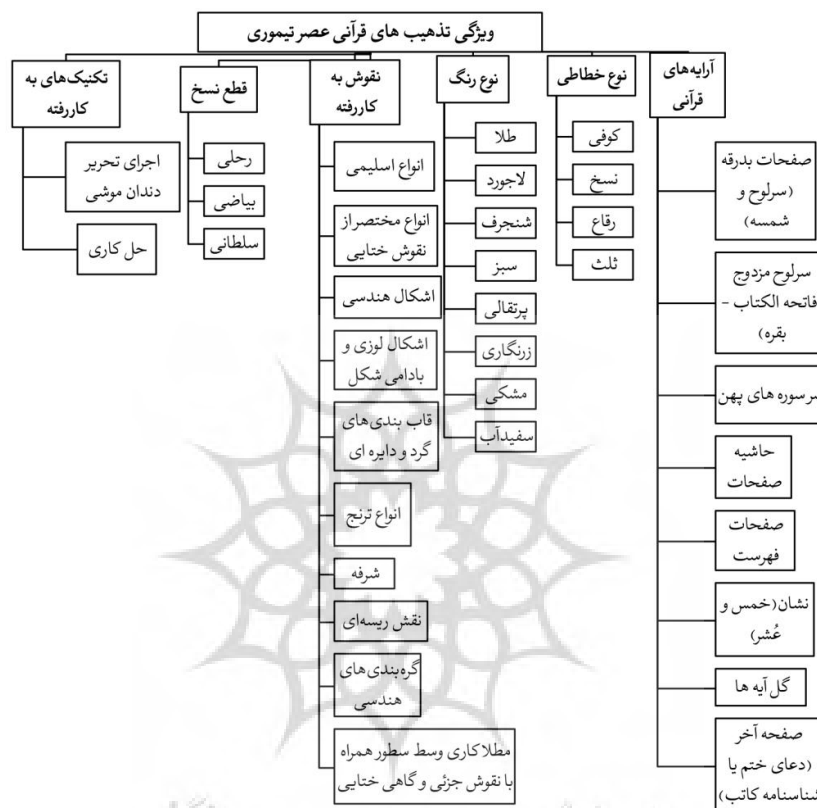 ویژگی تذهیب های قرآنی عصر تیموری
آرایه‌های
قرآنی
صفحات بدرقه
(سرلوح و
شمسه)
سرلوح مزدوج
فاتحه الکتاب -
بقره)
سرسوره های پهن
حاشیه
صفحات
صفحات
فهرست
نشان(خمس و
عُشر)
گل آیه ها
صفحه آخر
(دعای ختم یا
شناسنامه کاتب)
نوع خطاطی
کوفی
نسخ
رقاع
ثلث
نوع رنگ
طلا
لاجورد
شنجرف
سبز
پرتقالی
زرنگاری
مشکی
سفیدآب
نقوش به
کاررفته
انواع اسلیمی
انواع مختصر از
نقوش ختایی
اشکال هندسی
اشکال لوزی و
بادامی شکل
قاب بندی‌های
گرد و دایره ای
انواع ترنج
شرفه
نقش ریسه‌ای
گره‌بندی‌های
هندسی
مطلاکاری وسط سطور همراه
با نقوش جزئی و گاهی ختایی
قطع نسخ
رحلی
بیاضی
سلطانی
تکنیک‌های به
کاررفته
اجرای تحریر
دندان موشی
حل کاری